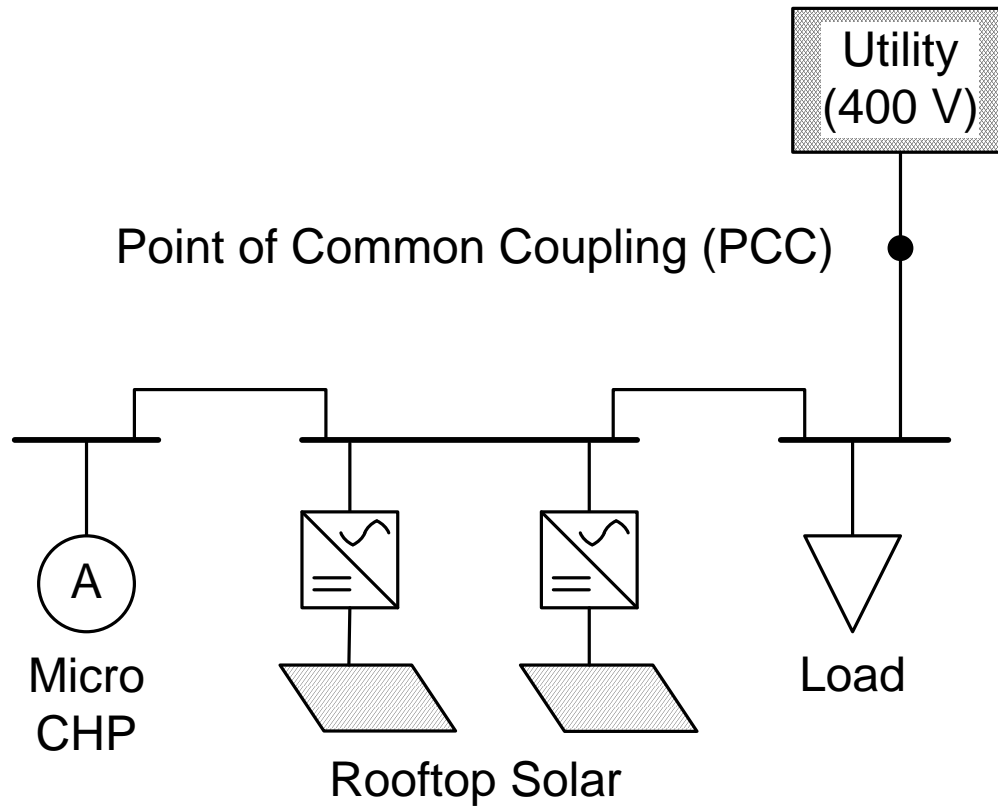 Utility
(400 V)
Point of Common Coupling (PCC)
A
Micro
CHP
Load
Rooftop Solar